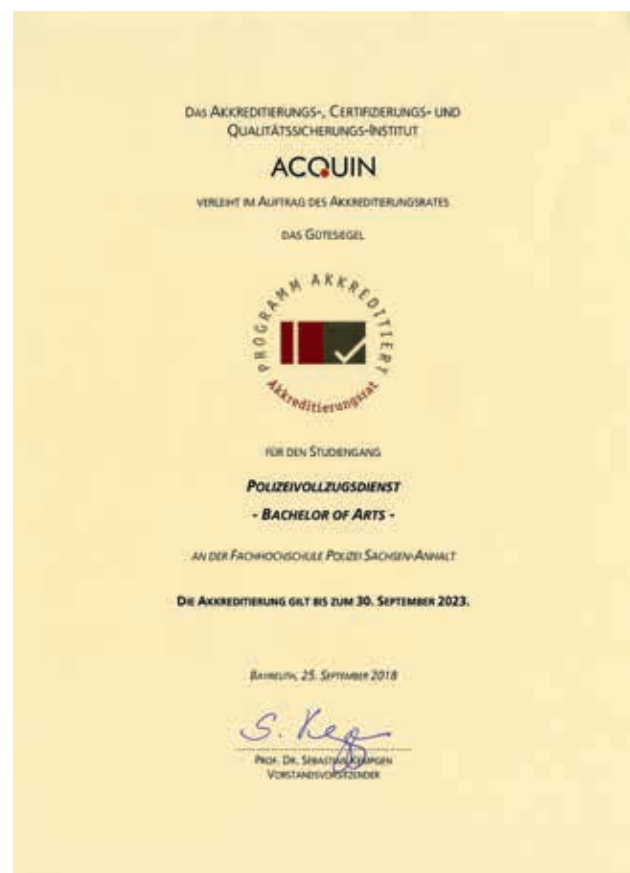 DAS AKKREDITIERUNGS-, CERTIFIZIERUNGS- UND
QUALITÄTSSICHERUNGS-INSTITUT
ACQUIN
VERLEIHT IM AUFTRAG DES AKKREDITIERUNGSRATES
DAS GÜTESIEGEL
PROGRAMM AKKREDITIERT
Akkreditierungsrat
FÜR DEN STUDIENGANG
POLIZEIVOLLZUGSDIENST
- BACHELOR OF ARTS -
AN DER FACHHOCHSCHULE POLIZEI SACHSEN-ANHALT
DIE AKKREDITIERUNG GILT BIS ZUM 30. SEPTEMBER 2023.
BAYREUTH, 25. SEPTEMBER 2018
S. Ke
PROF. DR. SEBASTIAN KEMPGEN
VORSTANDSVORSITZENDER